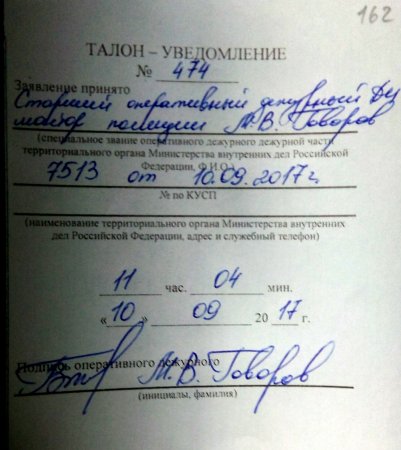 162
ТАЛОН – УВЕДОМЛЕНИЕ
№ 474
Заявление принято
Старший оперативный дежурный ДЧ
майор полиции М.В. Говоров
(специальное звание оперативного дежурного дежурной части
территориального органа Министерства внутренних дел Российской
Федерации, Ф.И.О.)
7513 от 10.09.2017 г.
№ по КУСП
(наименование территориального органа Министерства внутренних
дел Российской Федерации, адрес и служебный телефон)
11 час. 04 мин.
« 10 » 09 20 17 г.
Подпись оперативного дежурного
М.В. Говоров
(инициалы, фамилия)